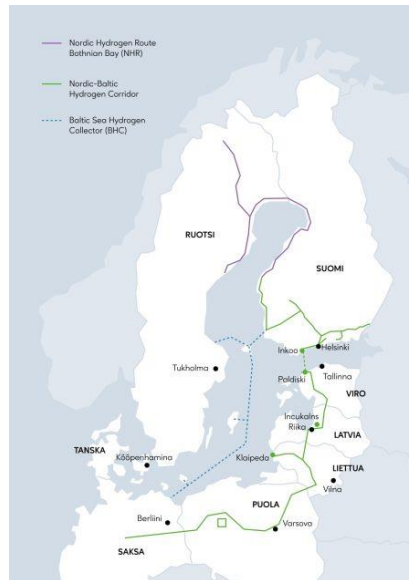 Nordic Hydrogen Route
Bothnian Bay (NHR)
Nordic-Baltic
Hydrogen Corridor
Baltic Sea Hydrogen
Collector (BHC)
RUOTSI
SUOMI
Inkoo
Helsinki
Tukholma
Paldiski
Tallinna
VIRO
Incukalns
Riika
LATVIA
TANSKA
Kööpenhamina
Klaipeda
LIETTUA
Vilna
PUOLA
Berliini
Varsova
SAKSA